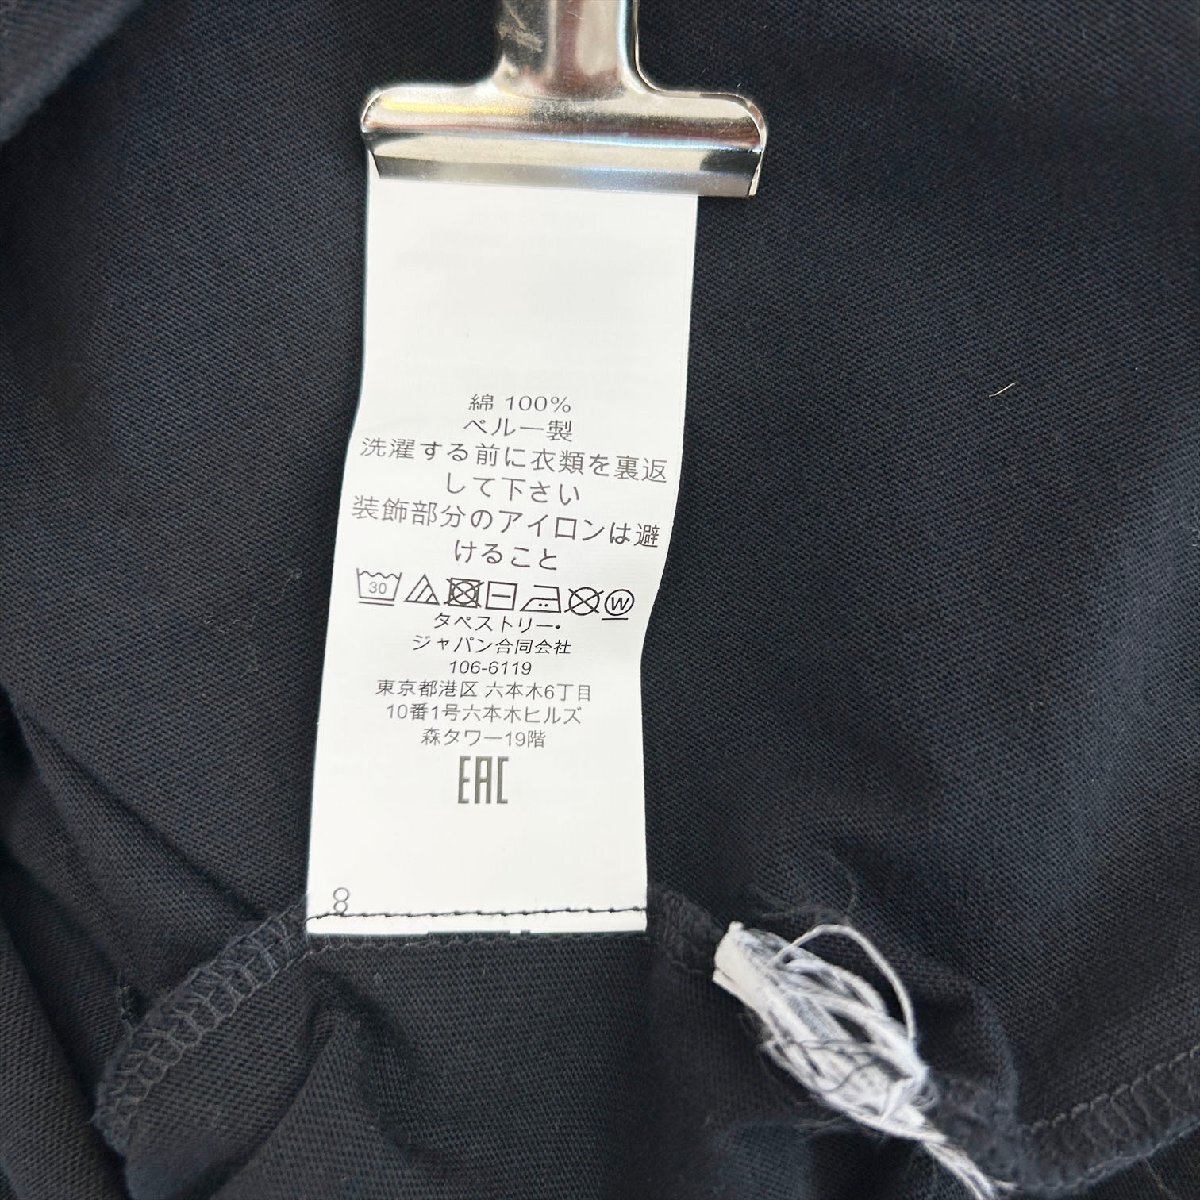 綿 100%
ペルー製
洗濯する前に衣類を裏返
して下さい
装飾部分のアイロンは避
けること
30 W
タペストリー・
ジャパン合同会社
106-6119
東京都港区 六本木6丁目
10番1号六本木ヒルズ
森タワー19階
EAC
8